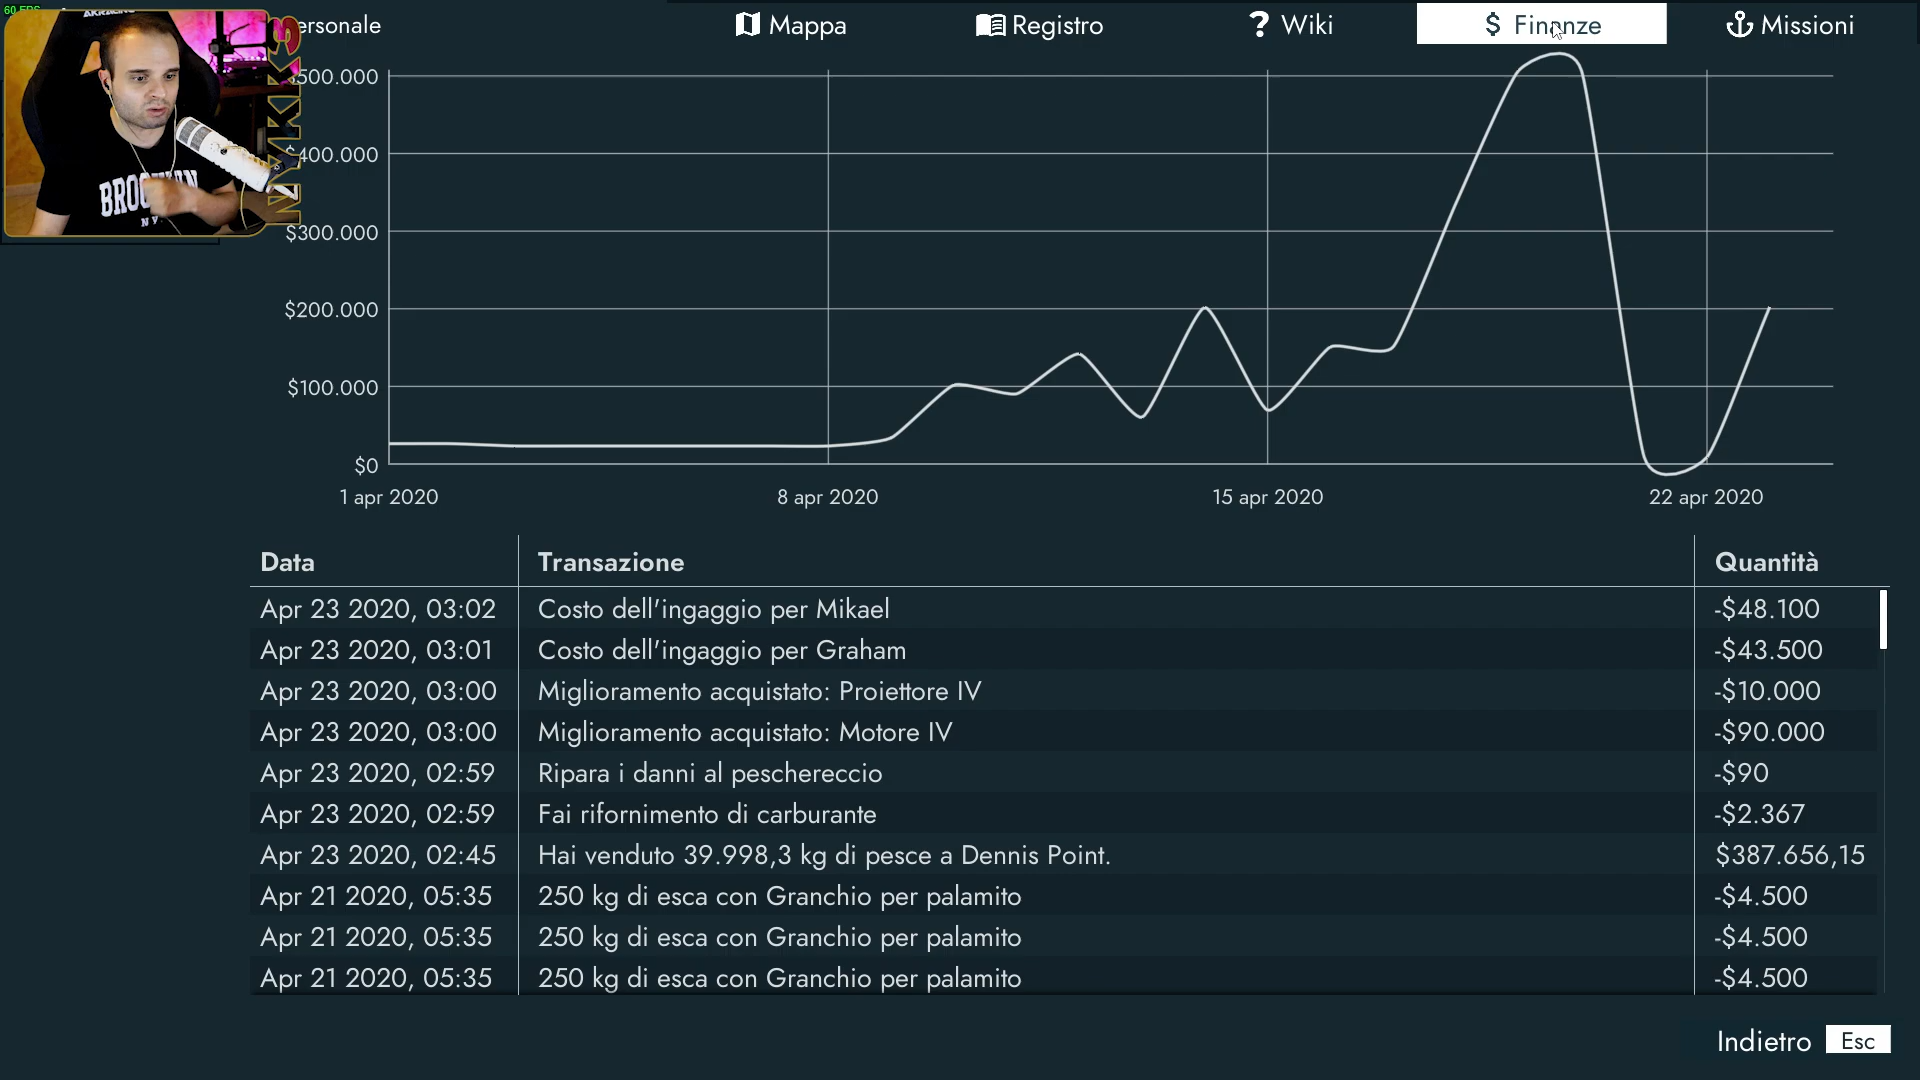 60 FPS
AKRACING
ersonale
Mappa
Registro
? Wiki
$ Finanze
Missioni
NYKK3
BROOKLYN
N Y
$500.000
$400.000
$300.000
$200.000
$100.000
$0
1 apr 2020
8 apr 2020
15 apr 2020
22 apr 2020
Data Transazione Quantità
Apr 23 2020, 03:02 Costo dell'ingaggio per Mikael -$48.100
Apr 23 2020, 03:01 Costo dell'ingaggio per Graham -$43.500
Apr 23 2020, 03:00 Miglioramento acquistato: Proiettore IV -$10.000
Apr 23 2020, 03:00 Miglioramento acquistato: Motore IV -$90.000
Apr 23 2020, 02:59 Ripara i danni al peschereccio -$90
Apr 23 2020, 02:59 Fai rifornimento di carburante -$2.367
Apr 23 2020, 02:45 Hai venduto 39.998,3 kg di pesce a Dennis Point. $387.656,15
Apr 21 2020, 05:35 250 kg di esca con Granchio per palamito -$4.500
Apr 21 2020, 05:35 250 kg di esca con Granchio per palamito -$4.500
Apr 21 2020, 05:35 250 kg di esca con Granchio per palamito -$4.500
Indietro Esc